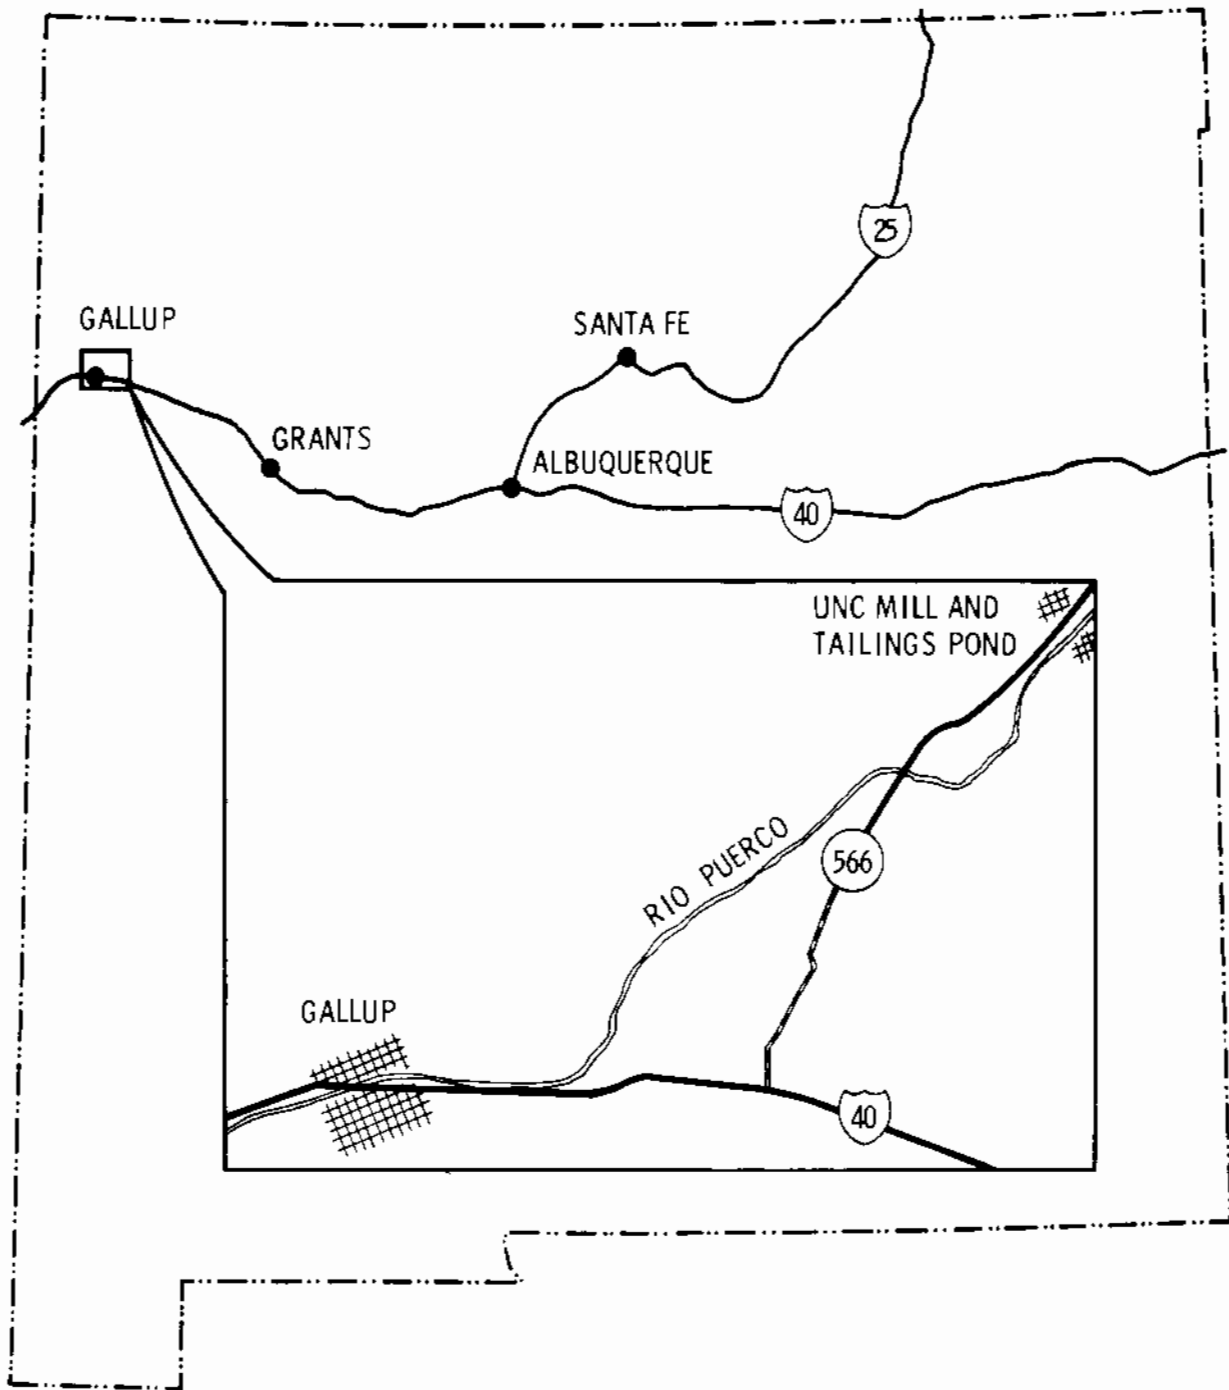 25
GALLUP
SANTA FE
GRANTS
ALBUQUERQUE
40
UNC MILL AND
TAILINGS POND
RIO PUERCO
566
GALLUP
40